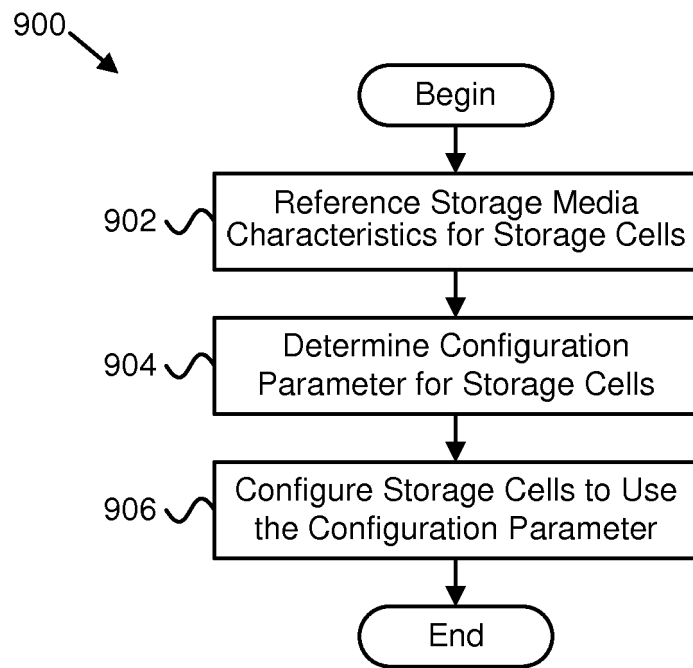 900
Begin
902
Reference Storage Media
Characteristics for Storage Cells
904
Determine Configuration
Parameter for Storage Cells
906
Configure Storage Cells to Use
the Configuration Parameter
End